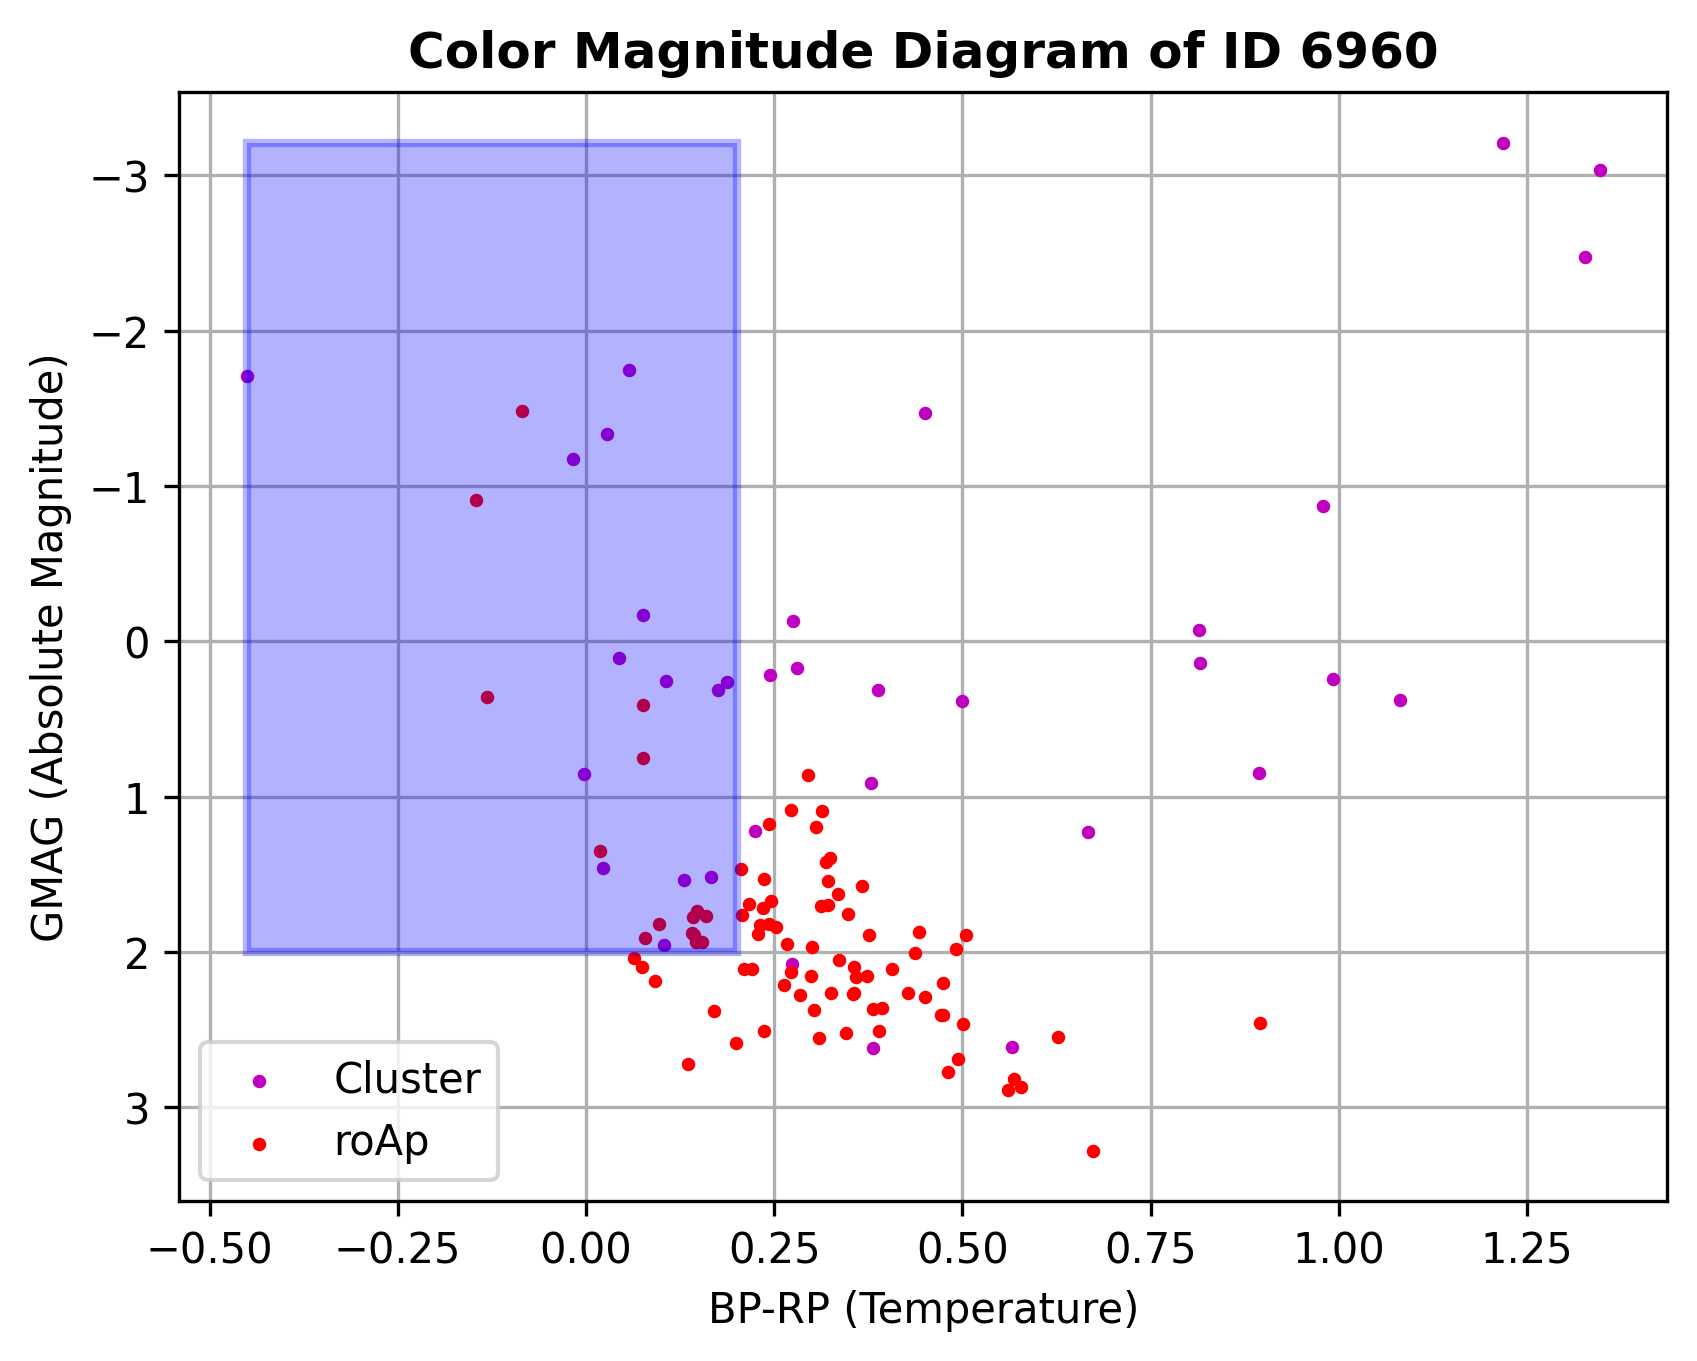 Color Magnitude Diagram of ID 6960
GMAG (Absolute Magnitude)
−3
−2
−1
0
1
2
3
Cluster
roAp
−0.50 −0.25 0.00 0.25 0.50 0.75 1.00 1.25
BP-RP (Temperature)